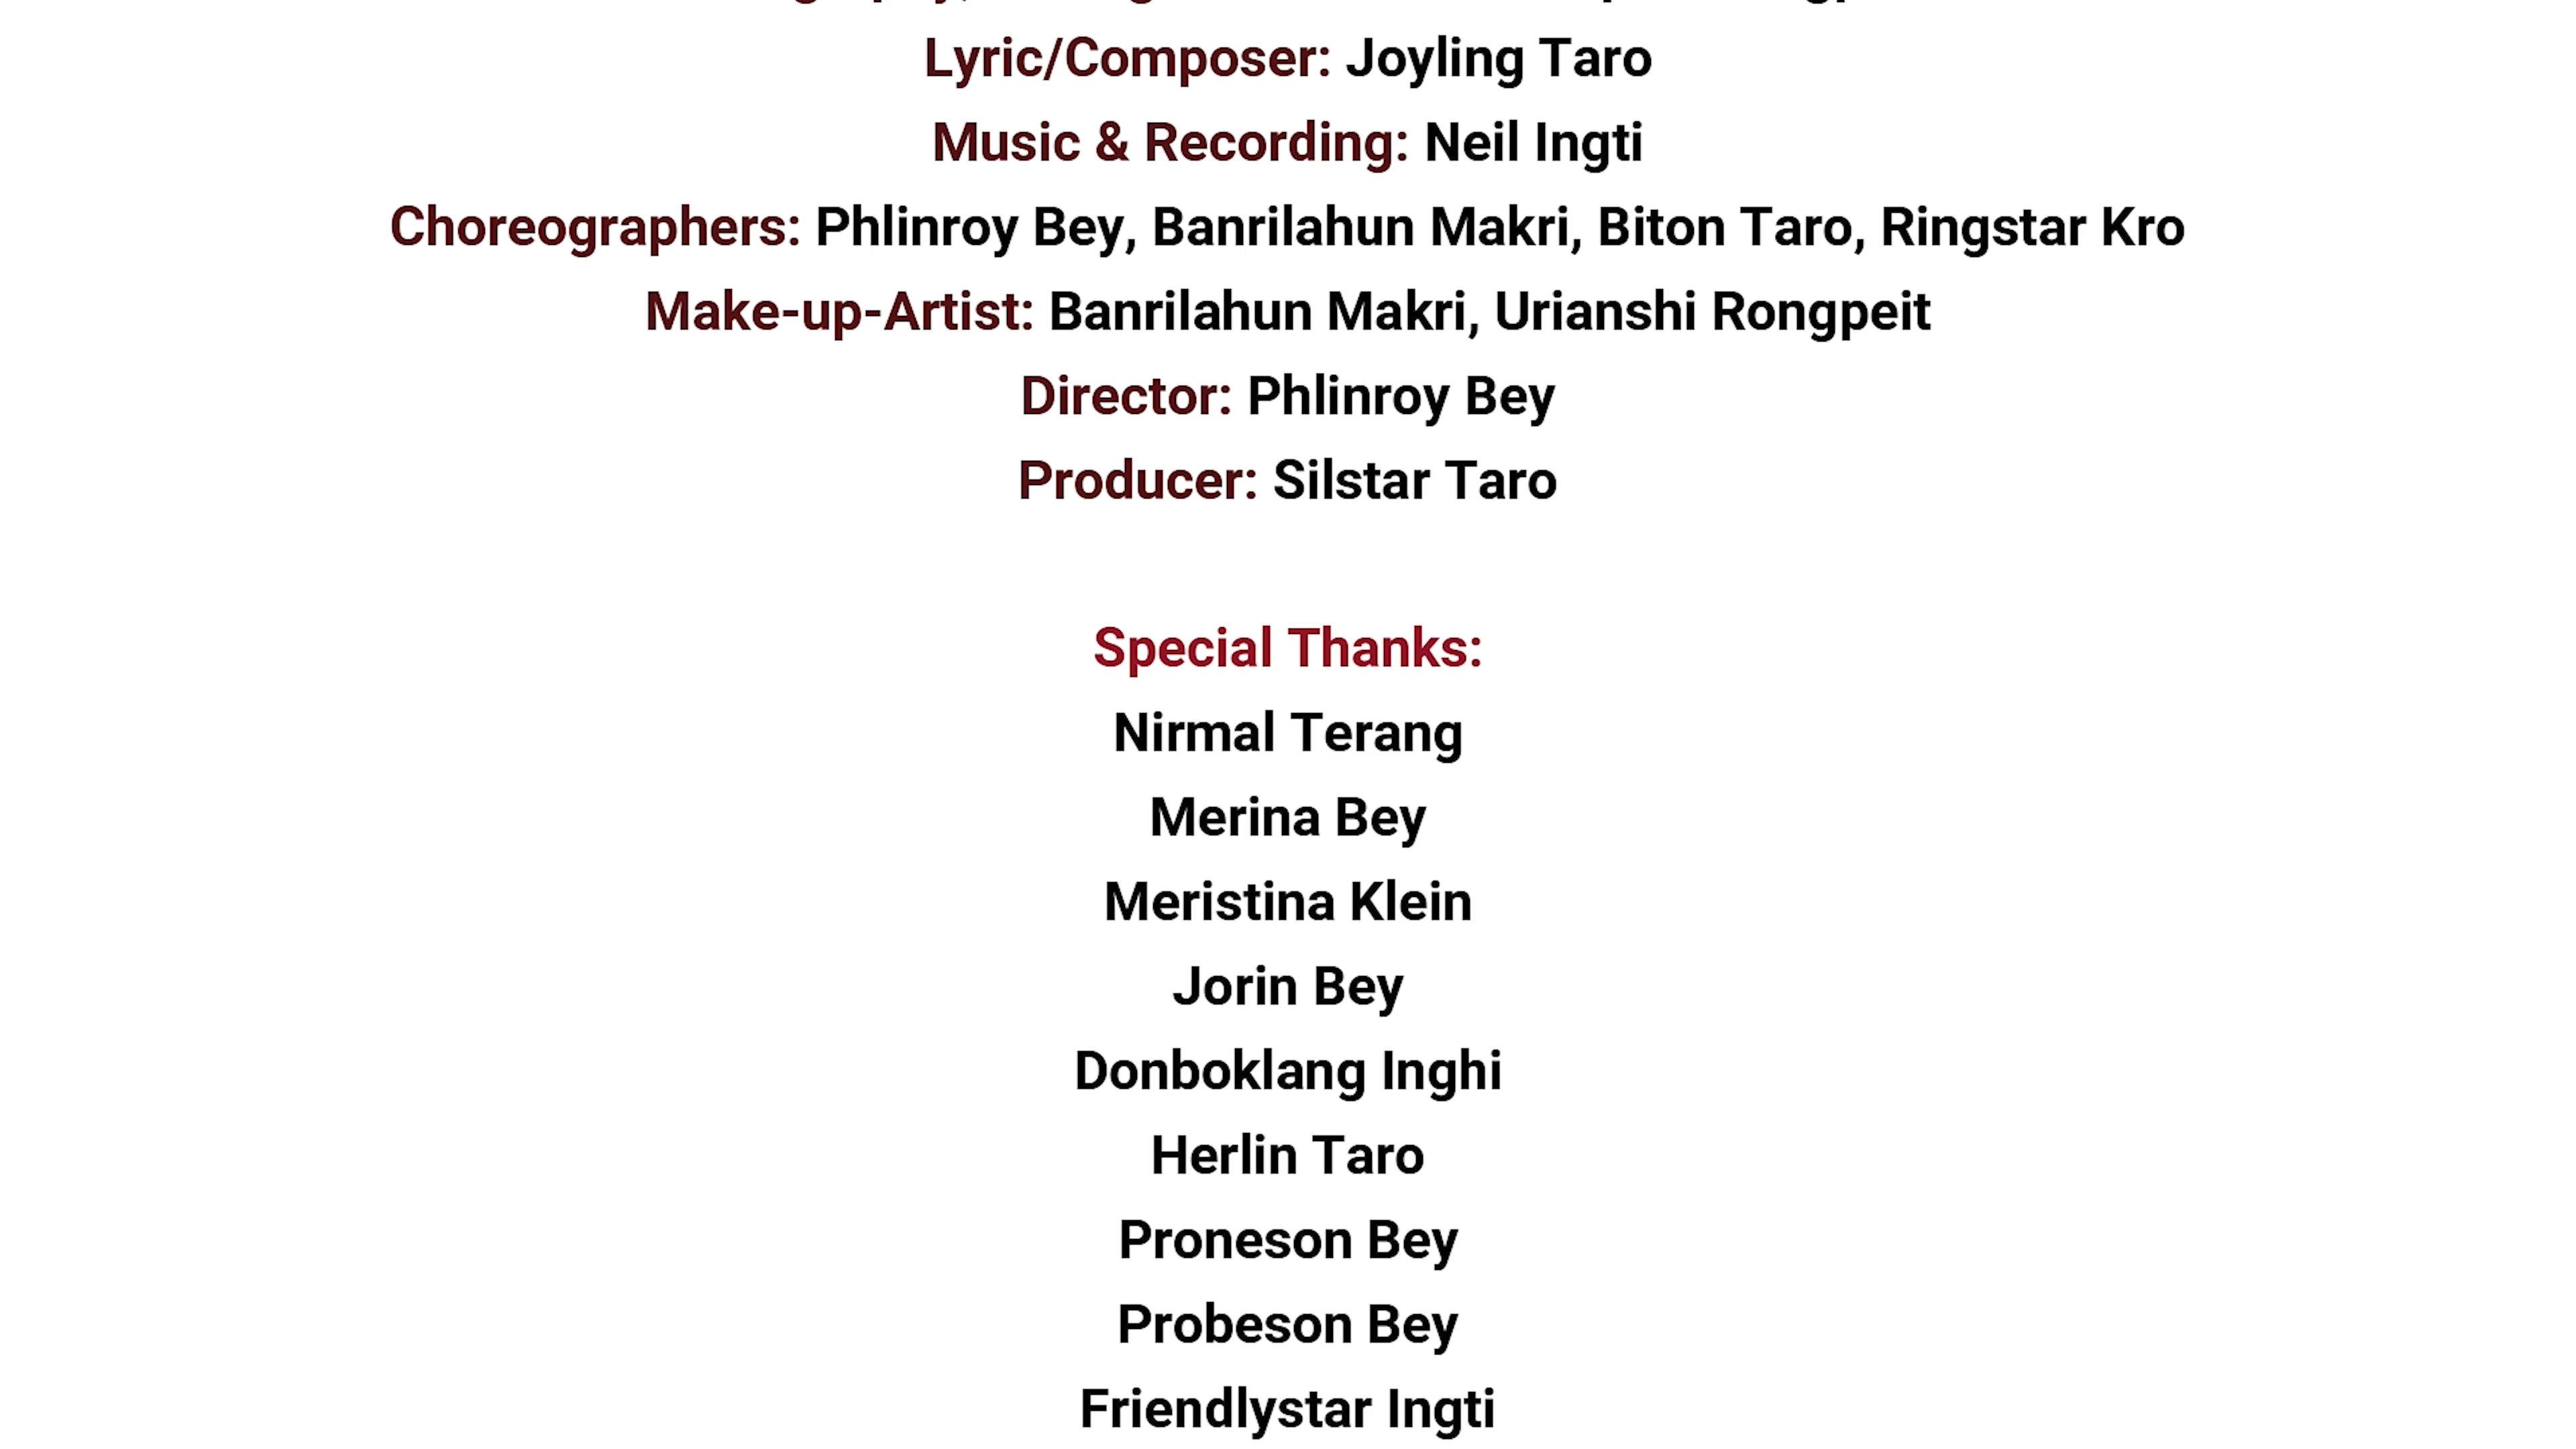 Lyric/Composer: Joyling Taro
Music & Recording: Neil Ingti
Choreographers: Phlinroy Bey, Banrilahun Makri, Biton Taro, Ringstar Kro
Make-up-Artist: Banrilahun Makri, Urianshi Rongpeit
Director: Phlinroy Bey
Producer: Silstar Taro
Special Thanks:
Nirmal Terang
Merina Bey
Meristina Klein
Jorin Bey
Donboklang Inghi
Herlin Taro
Proneson Bey
Probeson Bey
Friendlystar Ingti